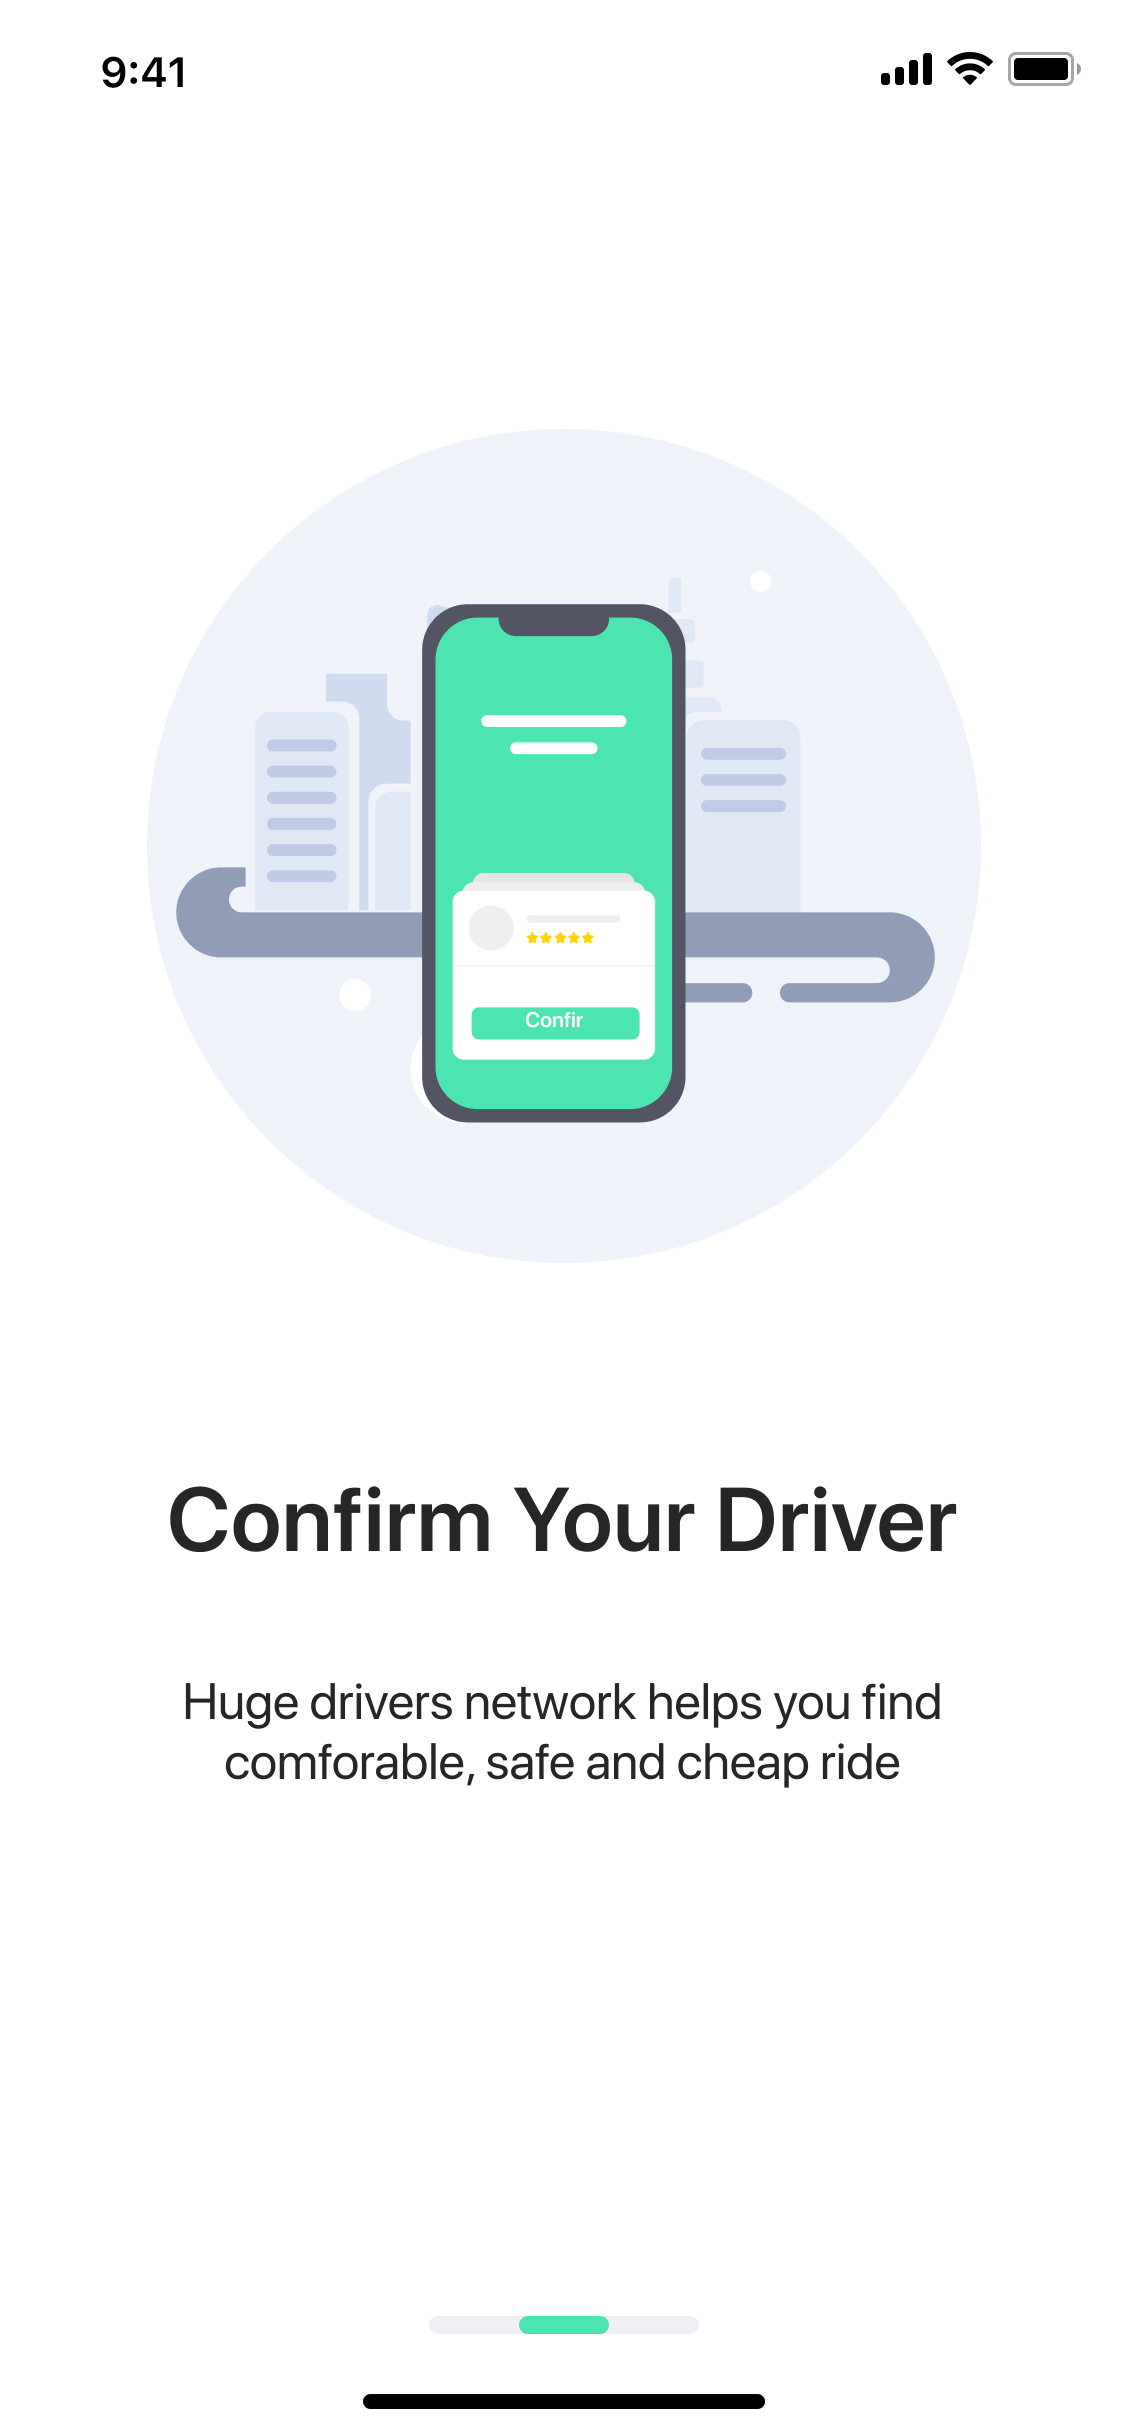 9:41
Confir
Confirm Your Driver
Huge drivers network helps you find
comforable, safe and cheap ride